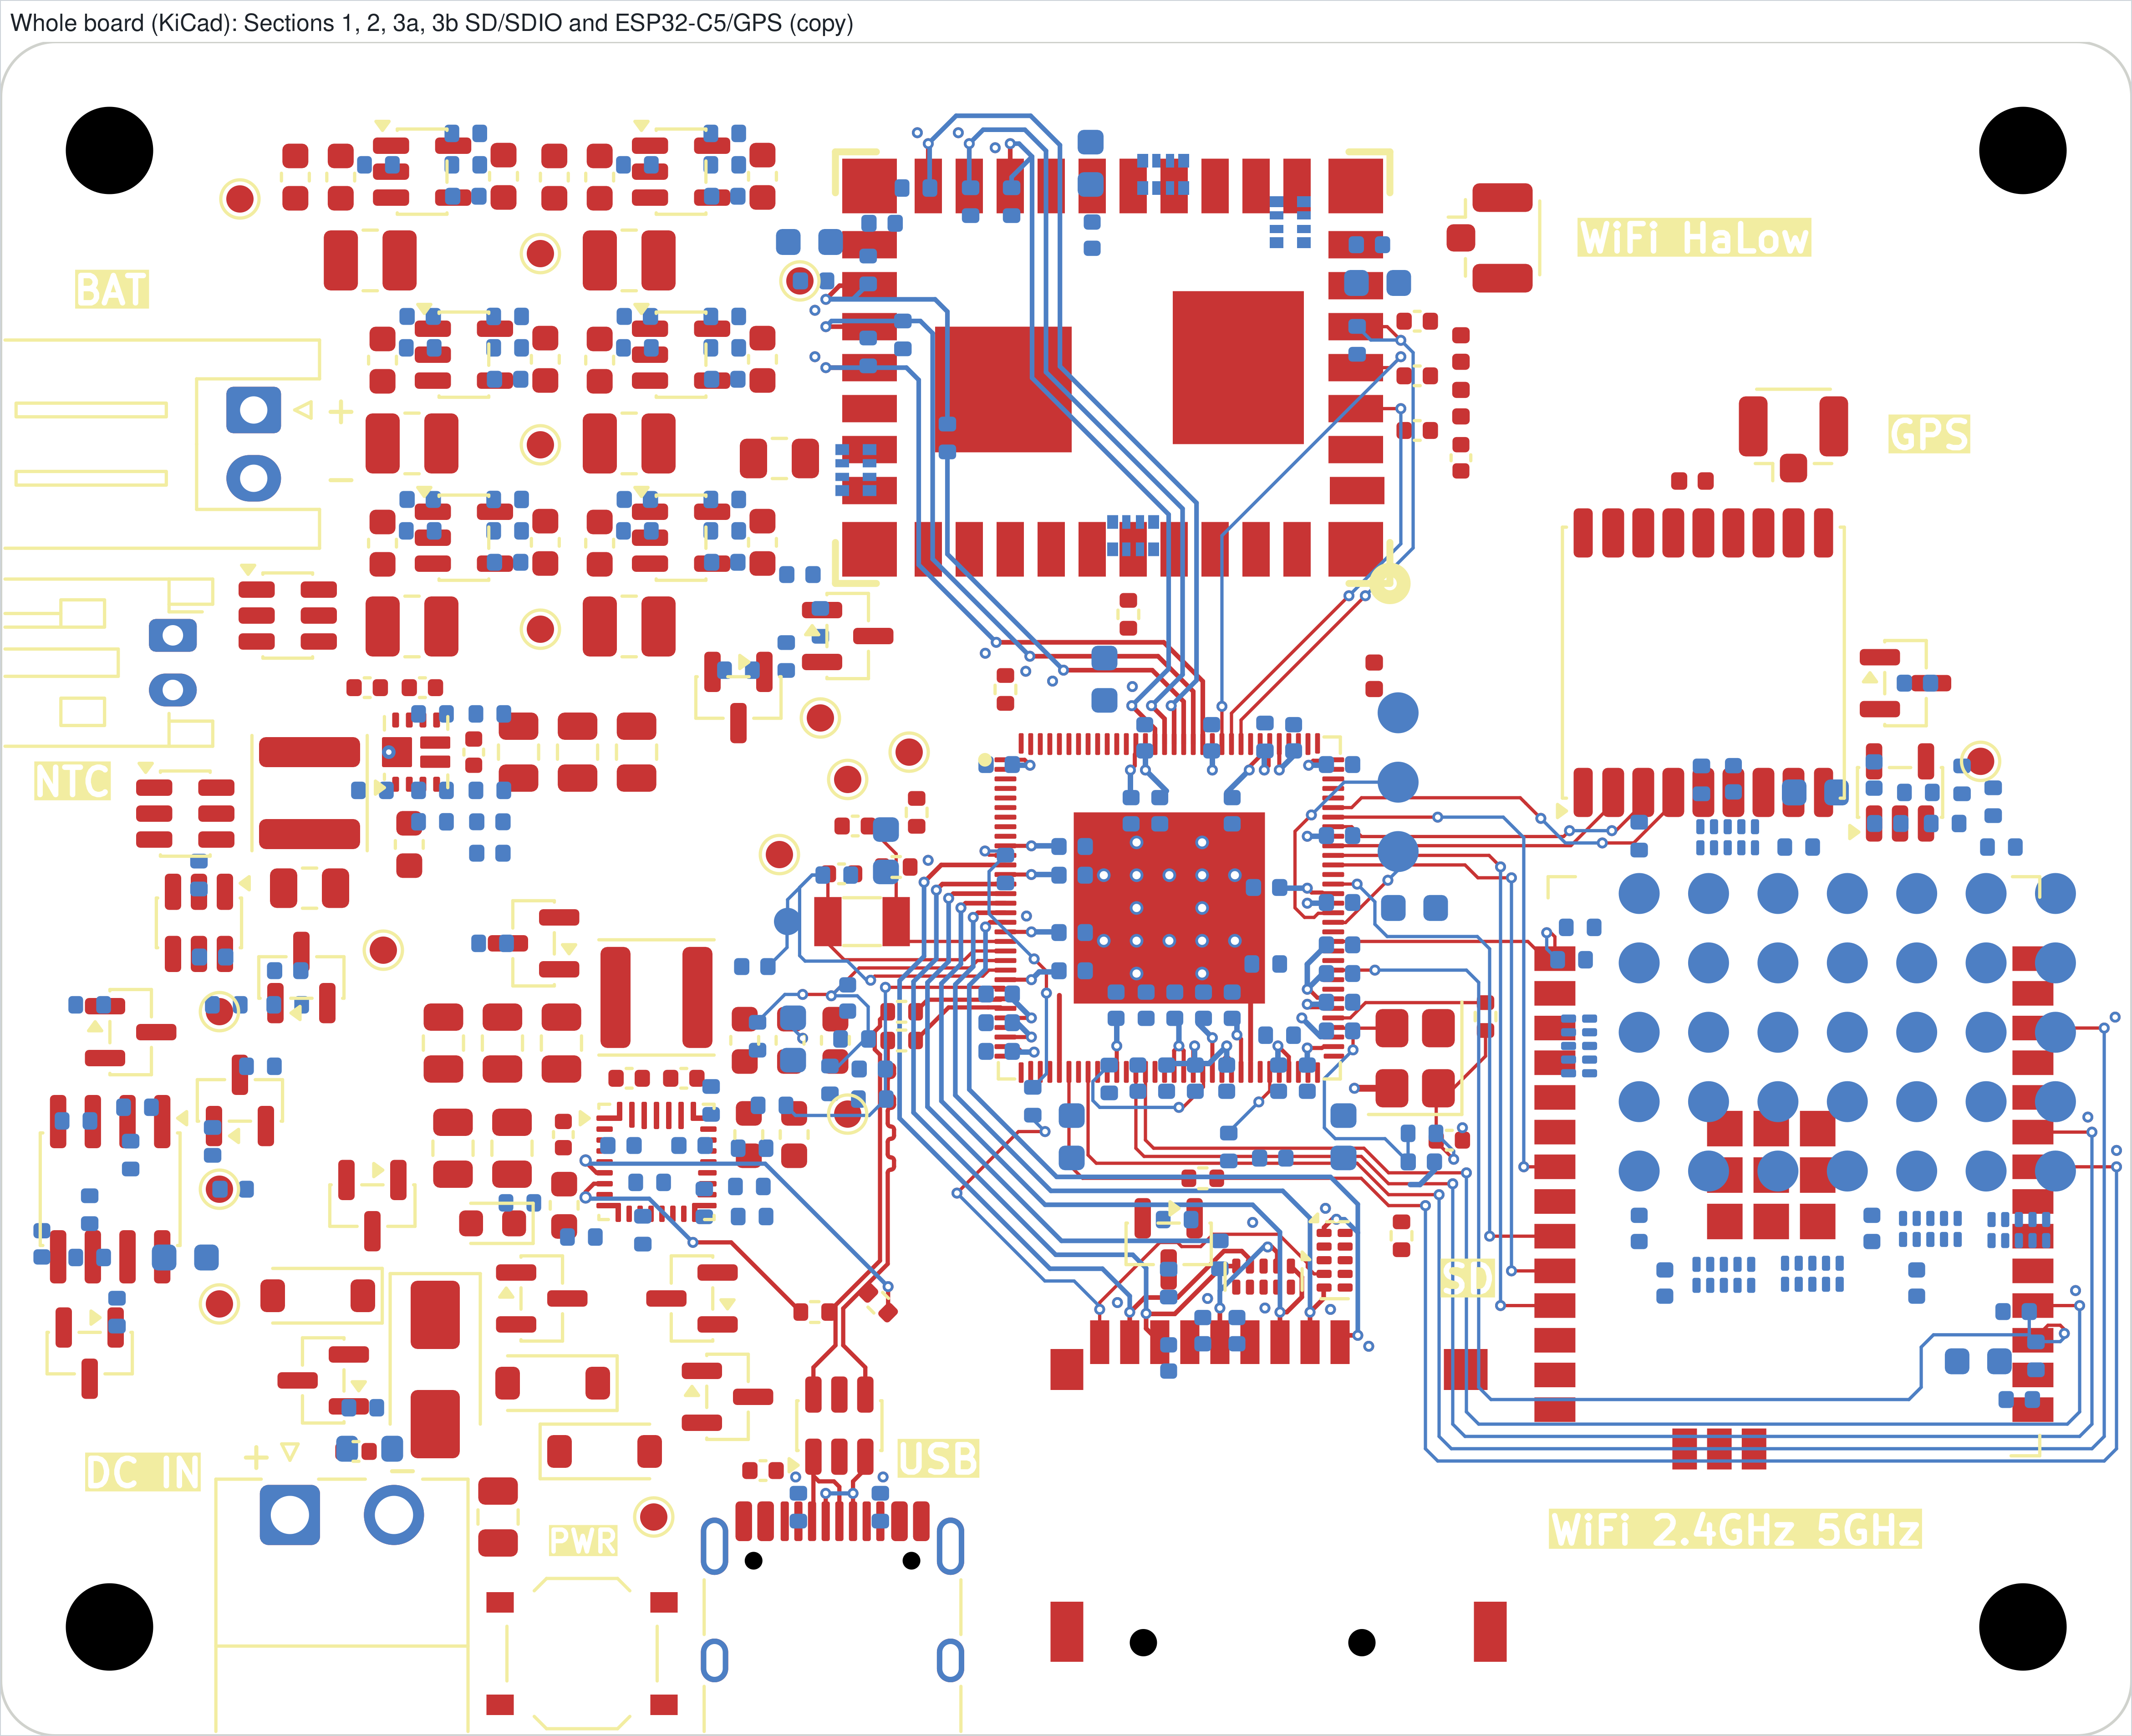 Whole board (KiCad): Sections 1, 2, 3a, 3b SD/SDIO and ESP32-C5/GPS (copy)
WiFi HaLow
BAT
+
GPS
−
NTC
SD
USB
+
−
DC IN
PWR
WiFi 2.4GHz 5GHz